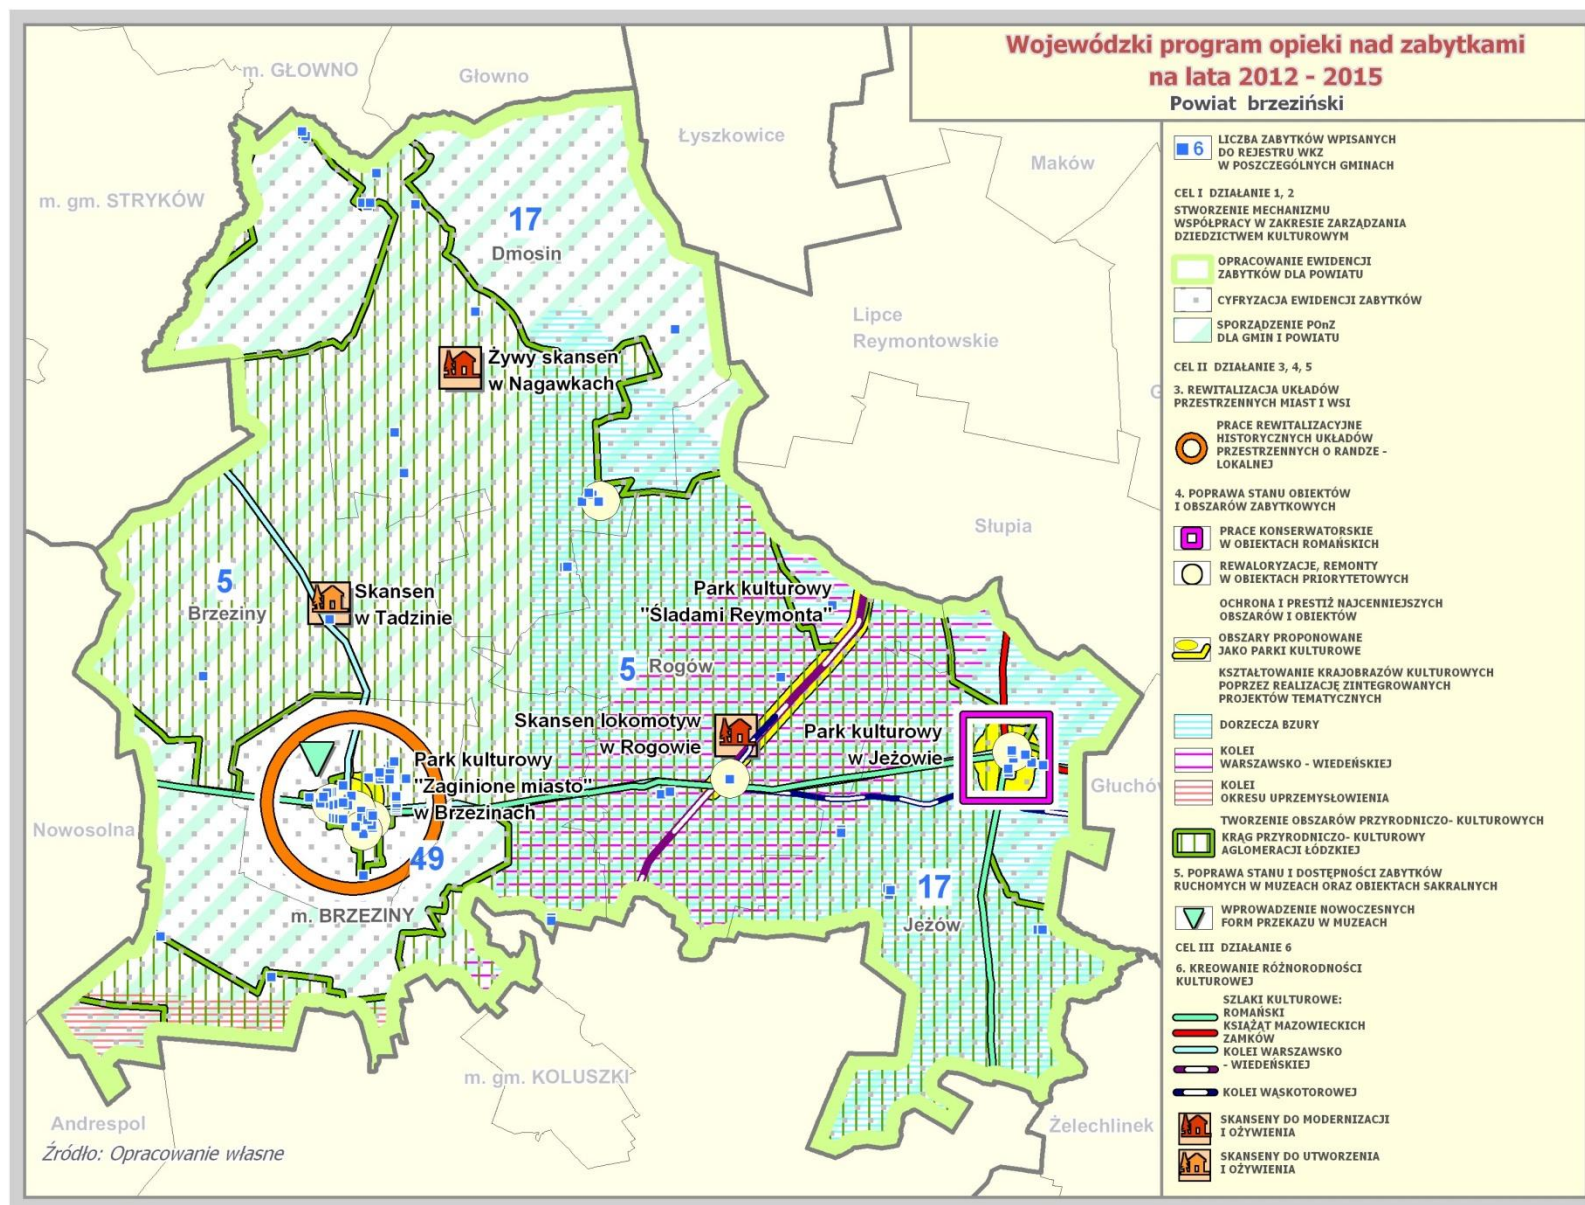 Wojewódzki program opieki nad zabytkami
na lata 2012 - 2015
Powiat brzeziński
m. GŁOWNO
Głowno
Łyszkowice
Maków
m. gm. STRYKÓW
17
Dmosin
Lipce
Reymontowskie
G
Żywy skansen
w Nagawkach
Słupia
5
Brzeziny
Skansen
w Tadzinie
Park kulturowy
"Śladami Reymonta"
5
Rogów
Skansen lokomotyw
w Rogowie
Park kulturowy
w Jeżowie
Park kulturowy
"Zaginione miasto"
w Brzezinach
Głuchów
Nowosolna
49
m. BRZEZINY
17
Jeżów
m. gm. KOLUSZKI
Andrespol
Żelechlinek
Źródło: Opracowanie własne
6
LICZBA ZABYTKÓW WPISANYCH
DO REJESTRU WKZ
W POSZCZEGÓLNYCH GMINACH
CEL I DZIAŁANIE 1, 2
STWORZENIE MECHANIZMU
WSPÓŁPRACY W ZAKRESIE ZARZĄDZANIA
DZIEDZICTWEM KULTUROWYM
OPRACOWANIE EWIDENCJI
ZABYTKÓW DLA POWIATU
CYFRYZACJA EWIDENCJI ZABYTKÓW
SPORZĄDZENIE POnZ
DLA GMIN I POWIATU
CEL II DZIAŁANIE 3, 4, 5
3. REWITALIZACJA UKŁADÓW
PRZESTRZENNYCH MIAST I WSI
PRACE REWITALIZACYJNE
HISTORYCZNYCH UKŁADÓW
PRZESTRZENNYCH O RANDZE -
LOKALNEJ
4. POPRAWA STANU OBIEKTÓW
I OBSZARÓW ZABYTKOWYCH
PRACE KONSERWATORSKIE
W OBIEKTACH ROMAŃSKICH
REWALORYZACJE, REMONTY
W OBIEKTACH PRIORYTETOWYCH
OCHRONA I PRESTIŻ NAJCENNIEJSZYCH
OBSZARÓW I OBIEKTÓW
OBSZARY PROPONOWANE
JAKO PARKI KULTUROWE
KSZTAŁTOWANIE KRAJOBRAZÓW KULTUROWYCH
POPRZEZ REALIZACJĘ ZINTEGROWANYCH
PROJEKTÓW TEMATYCZNYCH
DORZECZA BZURY
KOLEI
WARSZAWSKO - WIEDEŃSKIEJ
KOLEI
OKRESU UPRZEMYSŁOWIENIA
TWORZENIE OBSZARÓW PRZYRODNICZO- KULTUROWYCH
KRĄG PRZYRODNICZO- KULTUROWY
AGLOMERACJI ŁÓDZKIEJ
5. POPRAWA STANU I DOSTĘPNOŚCI ZABYTKÓW
RUCHOMYCH W MUZEACH ORAZ OBIEKTACH SAKRALNYCH
WPROWADZENIE NOWOCZESNYCH
FORM PRZEKAZU W MUZEACH
CEL III DZIAŁANIE 6
6. KREOWANIE RÓŻNORODNOŚCI
KULTUROWEJ
SZLAKI KULTUROWE:
ROMAŃSKI
KSIĄŻĄT MAZOWIECKICH
ZAMKÓW
KOLEI WARSZAWSKO
- WIEDEŃSKIEJ
KOLEI WĄSKOTOROWEJ
SKANSENY DO MODERNIZACJI
I OŻYWIENIA
SKANSENY DO UTWORZENIA
I OŻYWIENIA